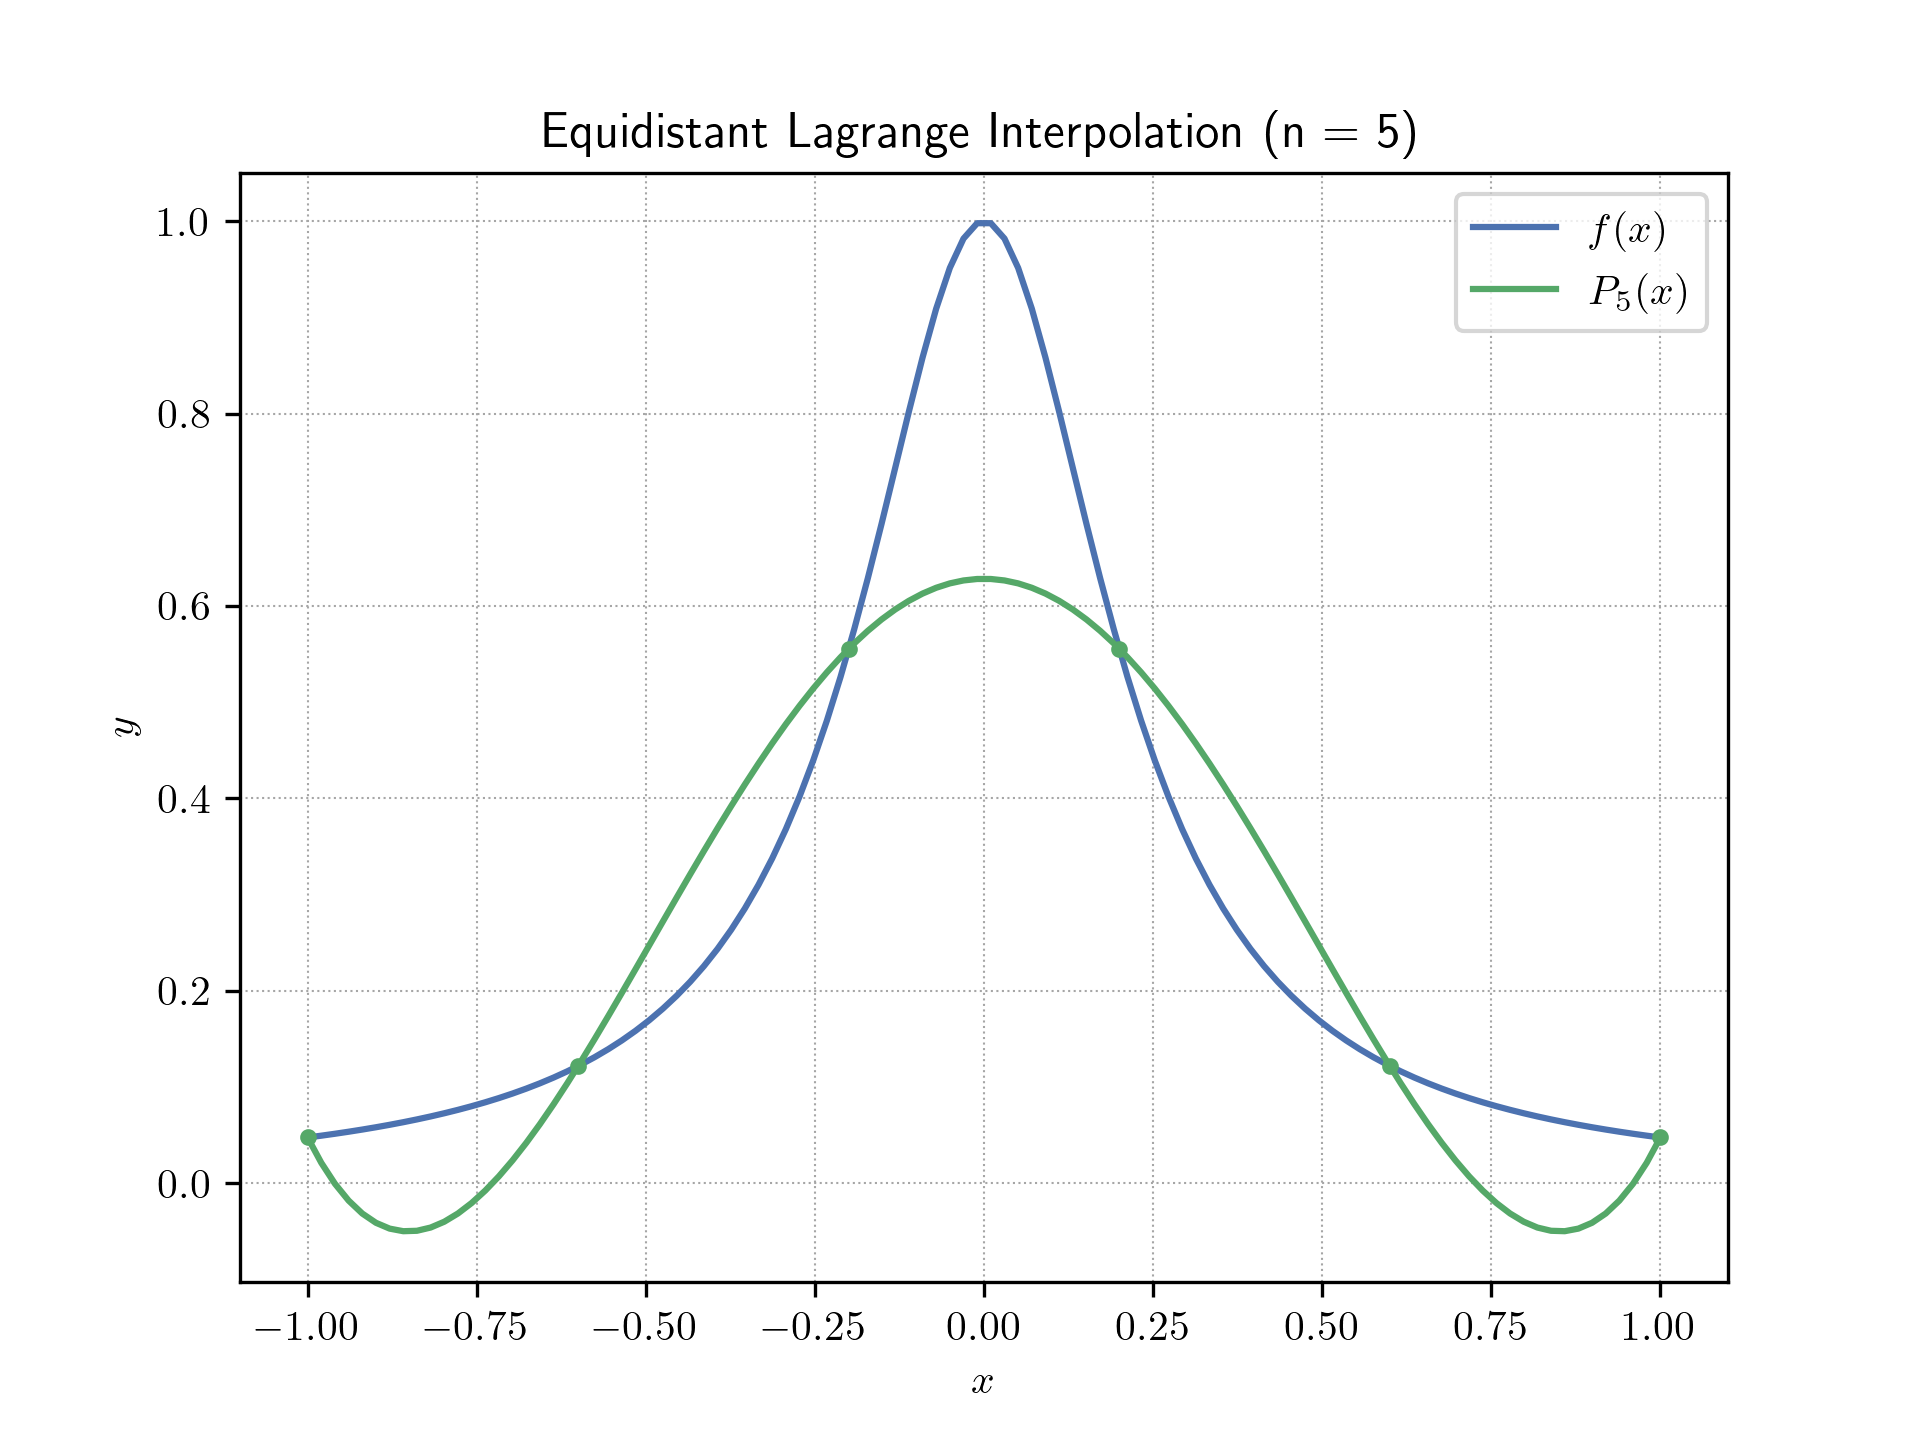 Equidistant Lagrange Interpolation (n = 5)
f(x)
P₅(x)
1.0
0.8
0.6
0.4
0.2
0.0
y
−1.00 −0.75 −0.50 −0.25 0.00 0.25 0.50 0.75 1.00
x